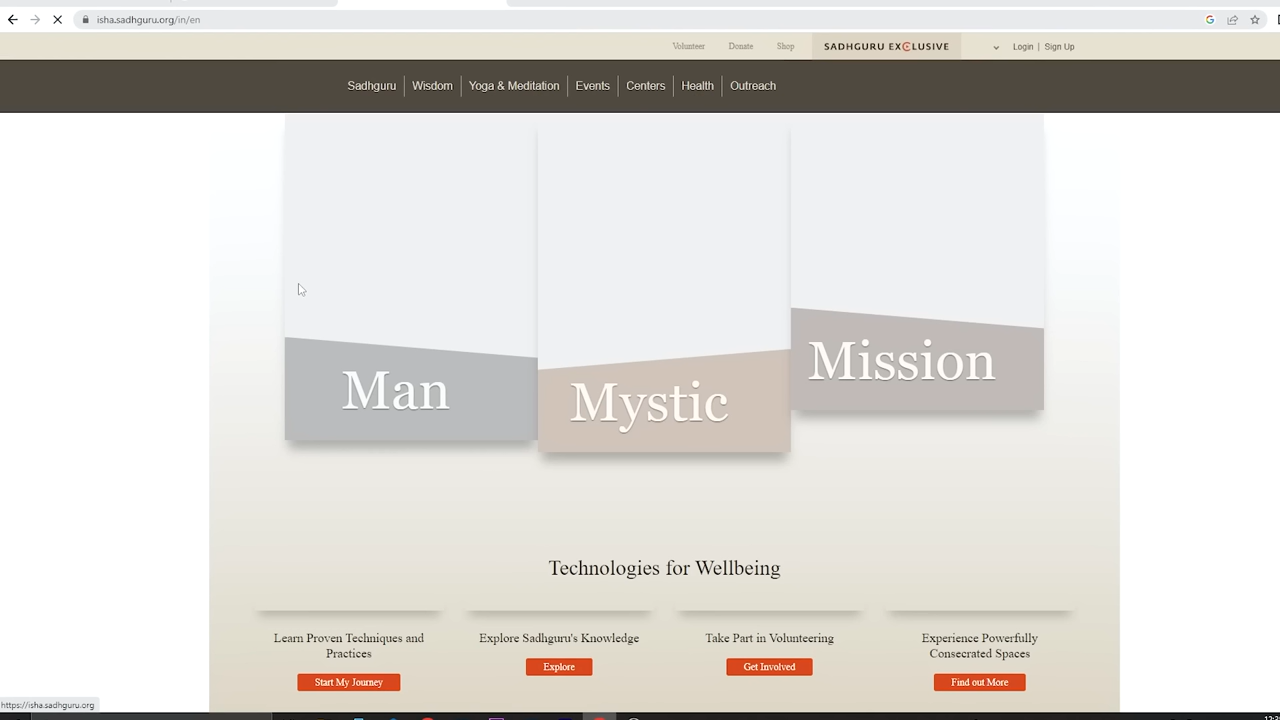 isha.sadhguru.org/in/en
Volunteer Donate Shop SADHGURU EXCLUSIVE Login | Sign Up
Sadhguru Wisdom Yoga & Meditation Events Centers Health Outreach
Man
Mystic
Mission
Technologies for Wellbeing
Learn Proven Techniques and
Practices
Start My Journey
Explore Sadhguru's Knowledge
Explore
Take Part in Volunteering
Get Involved
Experience Powerfully
Consecrated Spaces
Find out More
https://isha.sadhguru.org